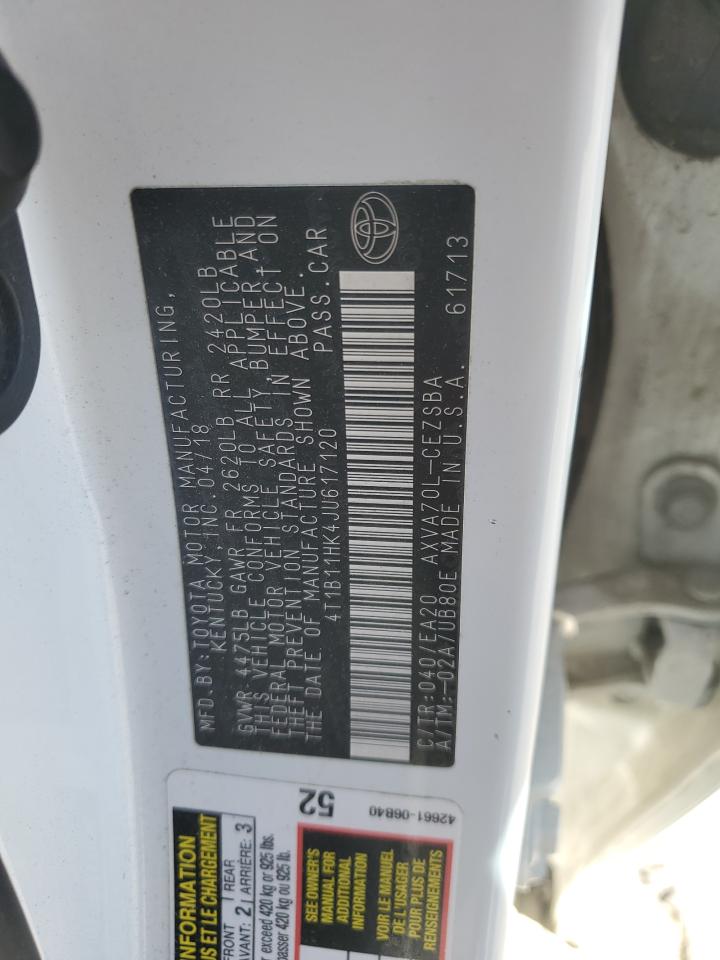 MFD.BY:TOYOTA MOTOR MANUFACTURING,
KENTUCKY, INC. 04/18
GVWR 4475LB GAWR FR 2620LB RR 2420LB
THIS VEHICLE CONFORMS TO ALL APPLICABLE
FEDERAL MOTOR VEHICLE SAFETY, BUMPER, AND
THEFT PREVENTION STANDARDS IN EFFECT ON
THE DATE OF MANUFACTURE SHOWN ABOVE.
4T1B11HK4JU617120 PASS.CAR
C/TR:040/EA20 AXVA70L-CEZSBA 61713
A/TM:-02A/UB80E MADE IN U.S.A.
INFORMATION
US ET LE CHARGEMENT
FRONT
AVANT: 2
REAR
ARRIÈRE: 3
exceed 420 kg or 925 lbs.
passer 420 kg ou 925 lb.
52
SEE OWNER'S
MANUAL FOR
ADDITIONAL
INFORMATION
VOIR LE MANUEL
DE L'USAGER
POUR PLUS DE
RENSEIGNEMENTS
42661-06B40